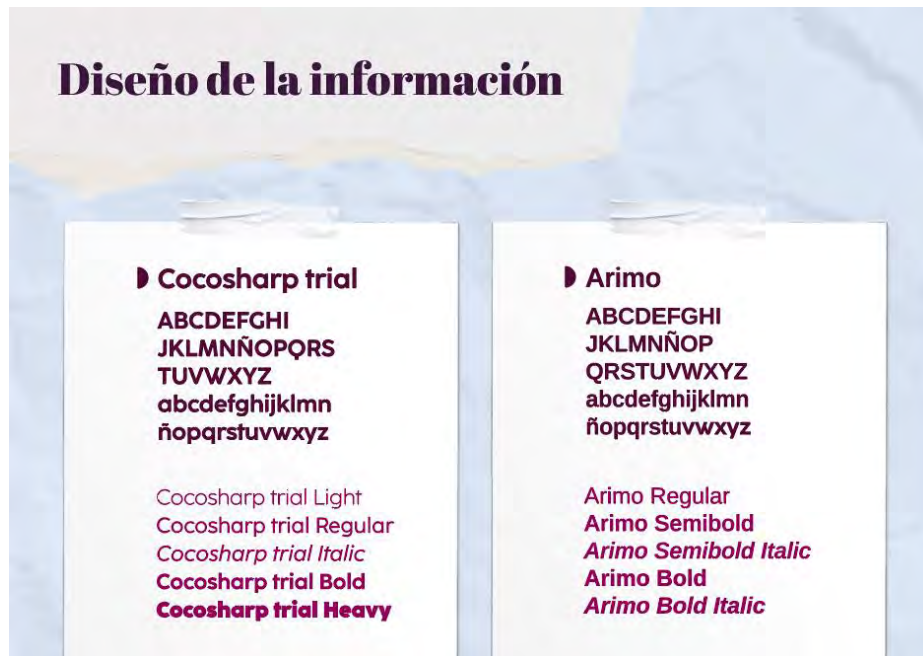 Diseño de la información
Cocosharp trial
ABCDEFGHI
JKLMNÑOPQRS
TUVWXYZ
abcdefghijklmn
ñopqrstuvwxyz
Cocosharp trial Light
Cocosharp trial Regular
Cocosharp trial Italic
Cocosharp trial Bold
Cocosharp trial Heavy
Arimo
ABCDEFGHI
JKLMNÑOP
QRSTUVWXYZ
abcdefghijklmn
ñopqrstuvwxyz
Arimo Regular
Arimo Semibold
Arimo Semibold Italic
Arimo Bold
Arimo Bold Italic